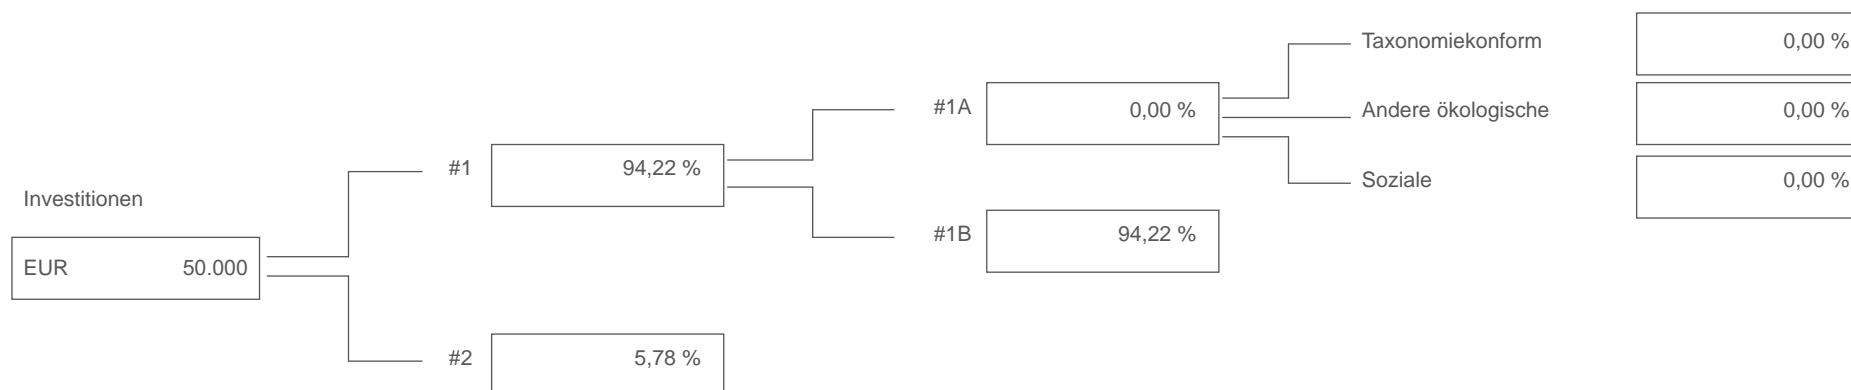 Taxonomiekonform 0,00 %
#1A 0,00 % Andere ökologische 0,00 %
#1 94,22 % Soziale 0,00 %
Investitionen
#1B 94,22 %
EUR 50.000
#2 5,78 %